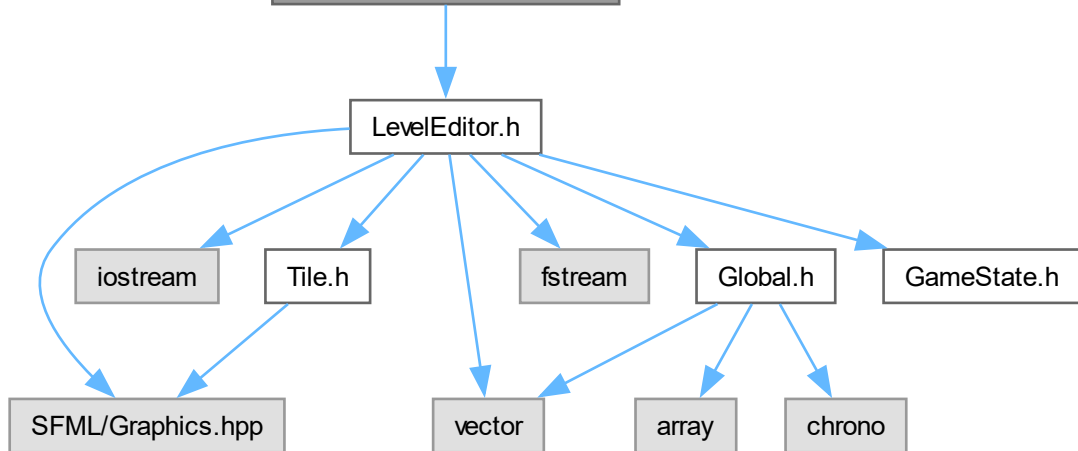 LevelEditor.h
iostream
Tile.h
fstream
Global.h
GameState.h
SFML/Graphics.hpp
vector
array
chrono